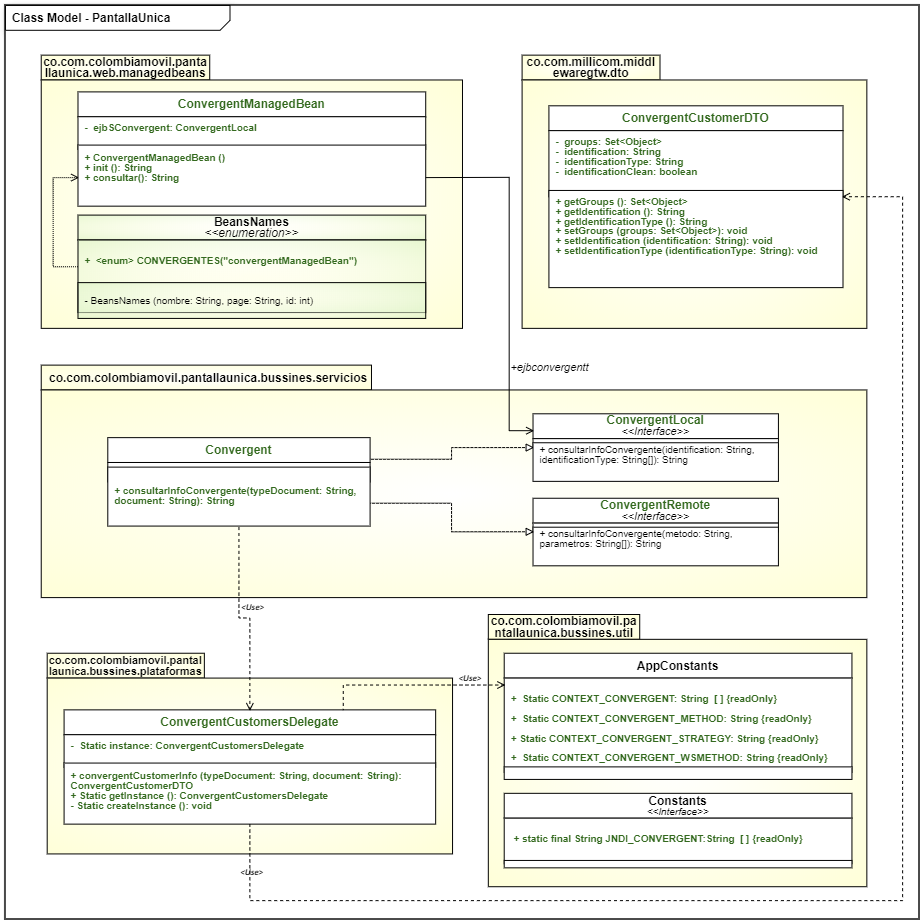 Class Model - PantallaUnica
co.com.colombiamovil.panta
llaunica.web.managedbeans
ConvergentManagedBean
- ejbSConvergent: ConvergentLocal
+ ConvergentManagedBean ()
+ init (): String
+ consultar(): String
BeansNames
<<enumeration>>
+ <enum> CONVERGENTES("convergentManagedBean")
- BeansNames (nombre: String, page: String, id: int)
co.com.millicom.middl
ewaregtw.dto
ConvergentCustomerDTO
- groups: Set<Object>
- identification: String
- identificationType: String
- identificationClean: boolean
+ getGroups (): Set<Object>
+ getIdentification (): String
+ getIdentificationType (): String
+ setGroups (groups: Set<Object>): void
+ setIdentification (identification: String): void
+ setIdentificationType (identificationType: String): void
+ejbconvergentt
co.com.colombiamovil.pantallaunica.bussines.servicios
Convergent
+ consultarInfoConvergente(typeDocument: String,
document: String): String
ConvergentLocal
<<Interface>>
+ consultarInfoConvergente(identification: String,
identificationType: String[]): String
ConvergentRemote
<<Interface>>
+ consultarInfoConvergente(metodo: String,
parametros: String[]): String
<Use>
co.com.colombiamovil.pantal
launica.bussines.plataformas
ConvergentCustomersDelegate
- Static instance: ConvergentCustomersDelegate
+ convergentCustomerInfo (typeDocument: String, document: String):
ConvergentCustomerDTO
+ Static getInstance (): ConvergentCustomersDelegate
- Static createInstance (): void
<Use>
<Use>
co.com.colombiamovil.pa
ntallaunica.bussines.util
AppConstants
+ Static CONTEXT_CONVERGENT: String [ ] {readOnly}
+ Static CONTEXT_CONVERGENT_METHOD: String {readOnly}
+ Static CONTEXT_CONVERGENT_STRATEGY: String {readOnly}
+ Static CONTEXT_CONVERGENT_WSMETHOD: String {readOnly}
Constants
<<Interface>>
+ static final String JNDI_CONVERGENT:String [ ] {readOnly}